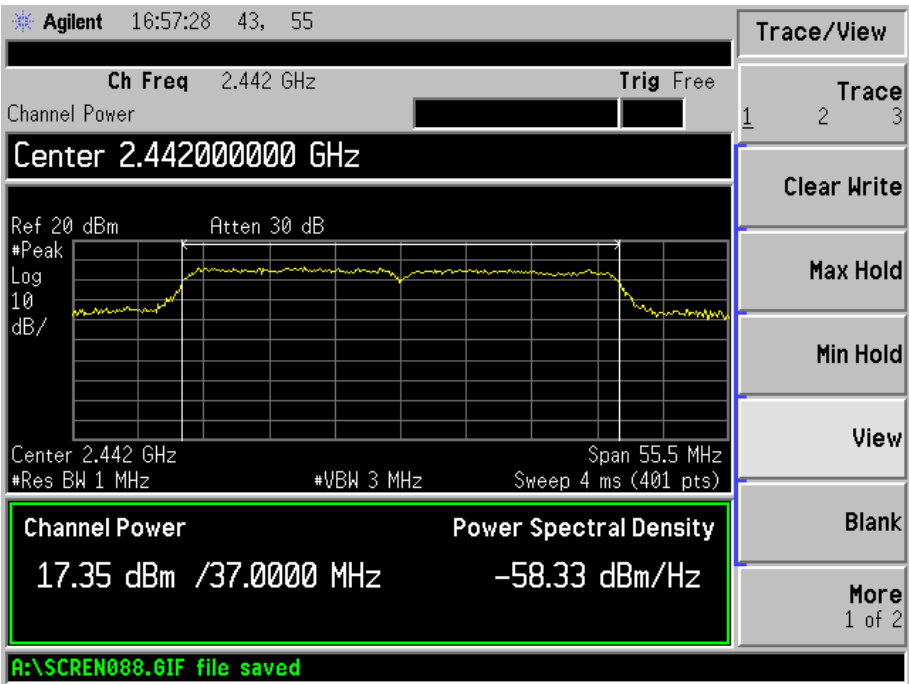 Agilent 16:57:28 43, 55
Ch Freq 2.442 GHz Trig Free
Channel Power
Center 2.442000000 GHz
Ref 20 dBm Atten 30 dB
#Peak
Log
10
dB/
Center 2.442 GHz Span 55.5 MHz
#Res BW 1 MHz #VBW 3 MHz Sweep 4 ms (401 pts)
Channel Power Power Spectral Density
17.35 dBm /37.0000 MHz -58.33 dBm/Hz
A:\SCREN088.GIF file saved
Trace/View
Trace
1 2 3
Clear Write
Max Hold
Min Hold
View
Blank
More
1 of 2